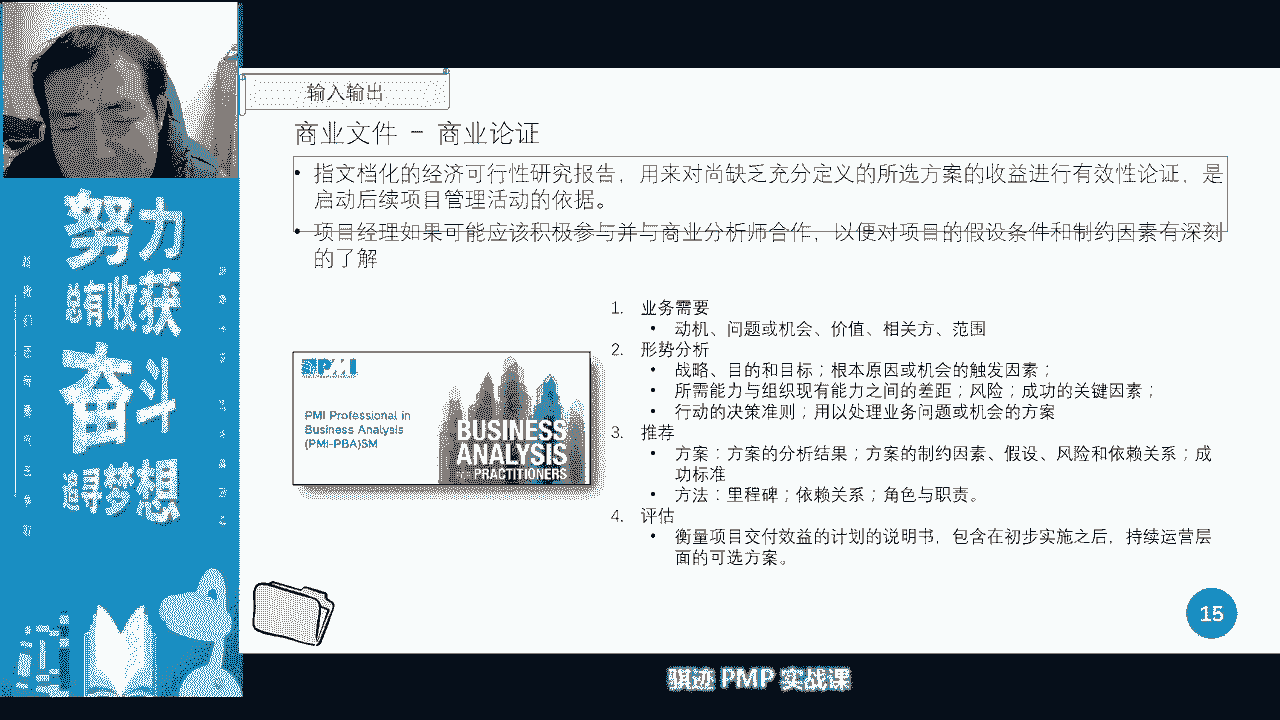 输入输出
商业文件 - 商业论证
• 指文档化的经济可行性研究报告，用来对尚缺乏充分定义的所选方案的收益进行有效性论证，是
启动后续项目管理活动的依据。
• 项目经理如果可能应该积极参与并与商业分析师合作，以便对项目的假设条件和制约因素有深刻
的了解
努力
总有收获
奋斗
追寻梦想
PMI
PMI Professional in
Business Analysis
(PMI-PBA)SM
BUSINESS
ANALYSIS
PRACTITIONERS
1. 业务需要
• 动机、问题或机会、价值、相关方、范围
2. 形势分析
• 战略、目的和目标；根本原因或机会的触发因素；
• 所需能力与组织现有能力之间的差距；风险；成功的关键因素；
• 行动的决策准则；用以处理业务问题或机会的方案
3. 推荐
• 方案：方案的分析结果；方案的制约因素、假设、风险和依赖关系；成
功标准
• 方法：里程碑；依赖关系；角色与职责。
4. 评估
• 衡量项目交付效益的计划的说明书，包含在初步实施之后，持续运营层
面的可选方案。
15
骐迹 PMP 实战课